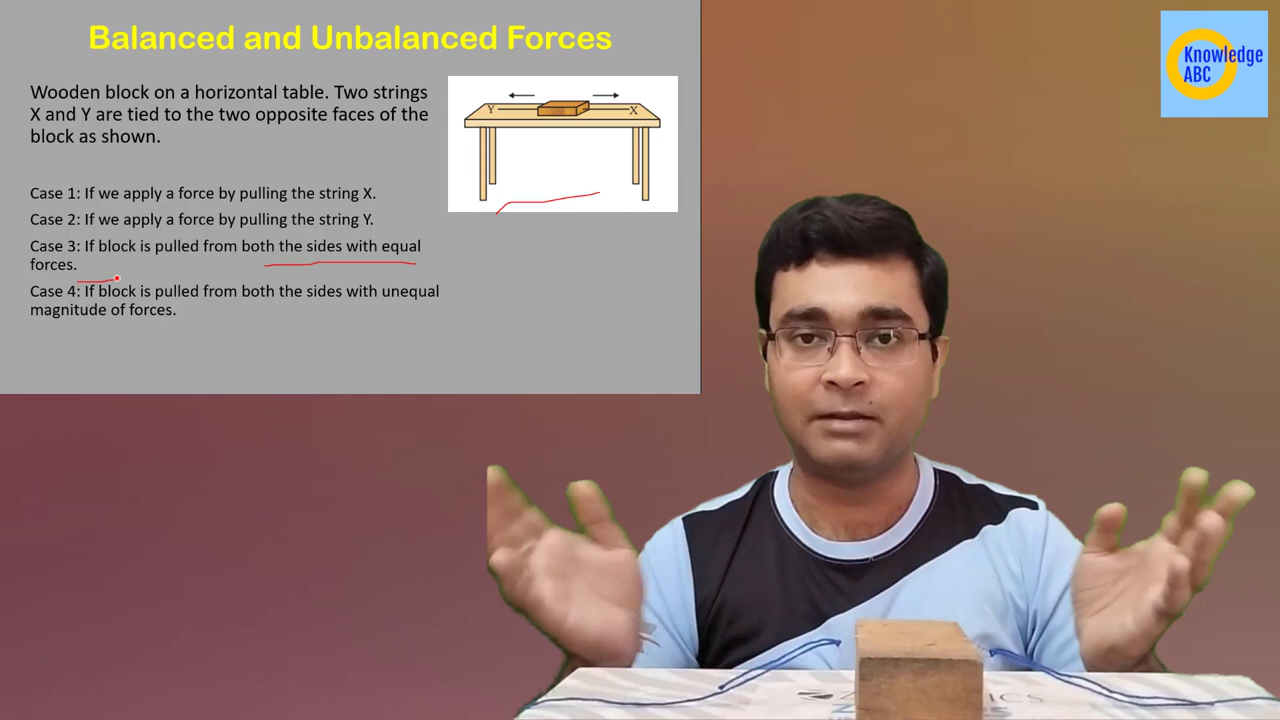 Balanced and Unbalanced Forces
Knowledge
ABC
Wooden block on a horizontal table. Two strings
X and Y are tied to the two opposite faces of the
block as shown.
Y
X
Case 1: If we apply a force by pulling the string X.
Case 2: If we apply a force by pulling the string Y.
Case 3: If block is pulled from both the sides with equal
forces.
Case 4: If block is pulled from both the sides with unequal
magnitude of forces.